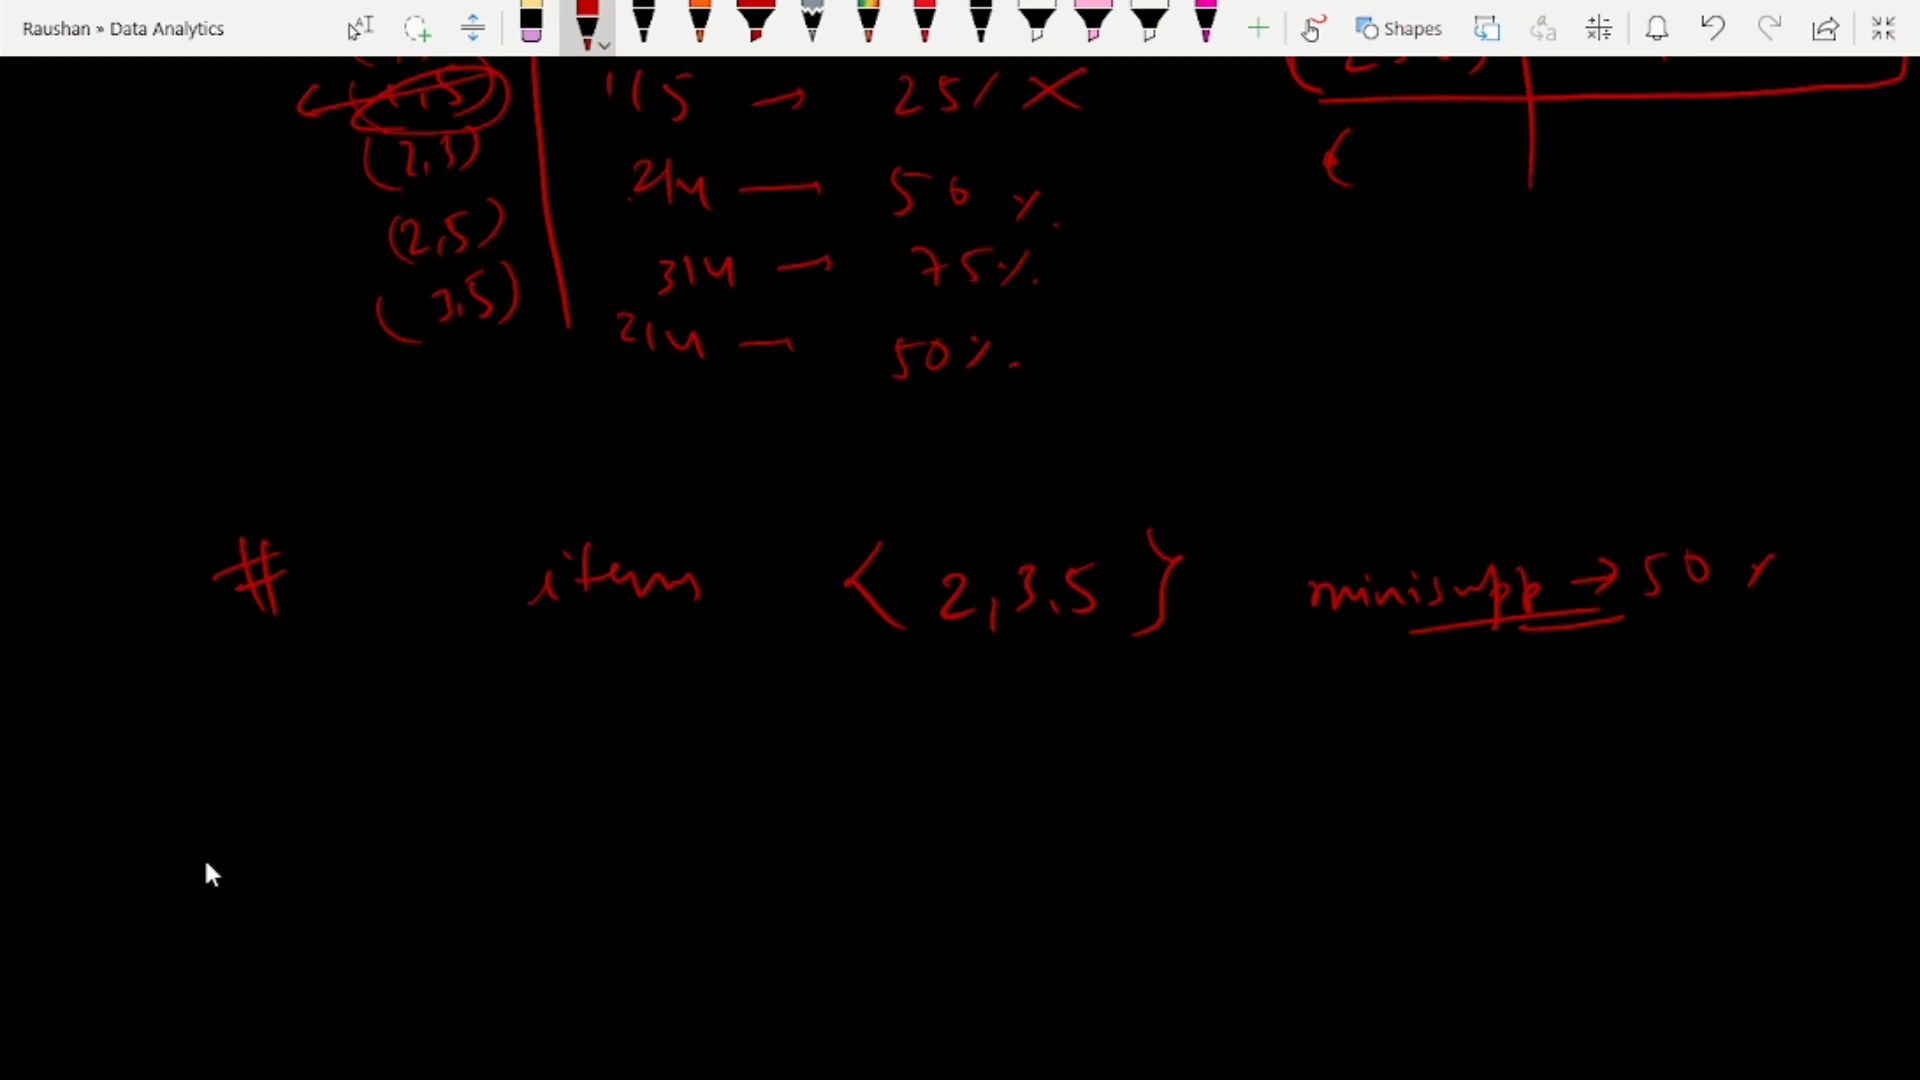 Raushan » Data Analytics Shapes
(1,5) 1/5 → 25% X
(2,3) 2/4 — 50 %.
(2,5) 3/4 → 75%.
(3,5) 2/4 — 50%.
(
# item { 2,3,5 } minisupp → 50 %